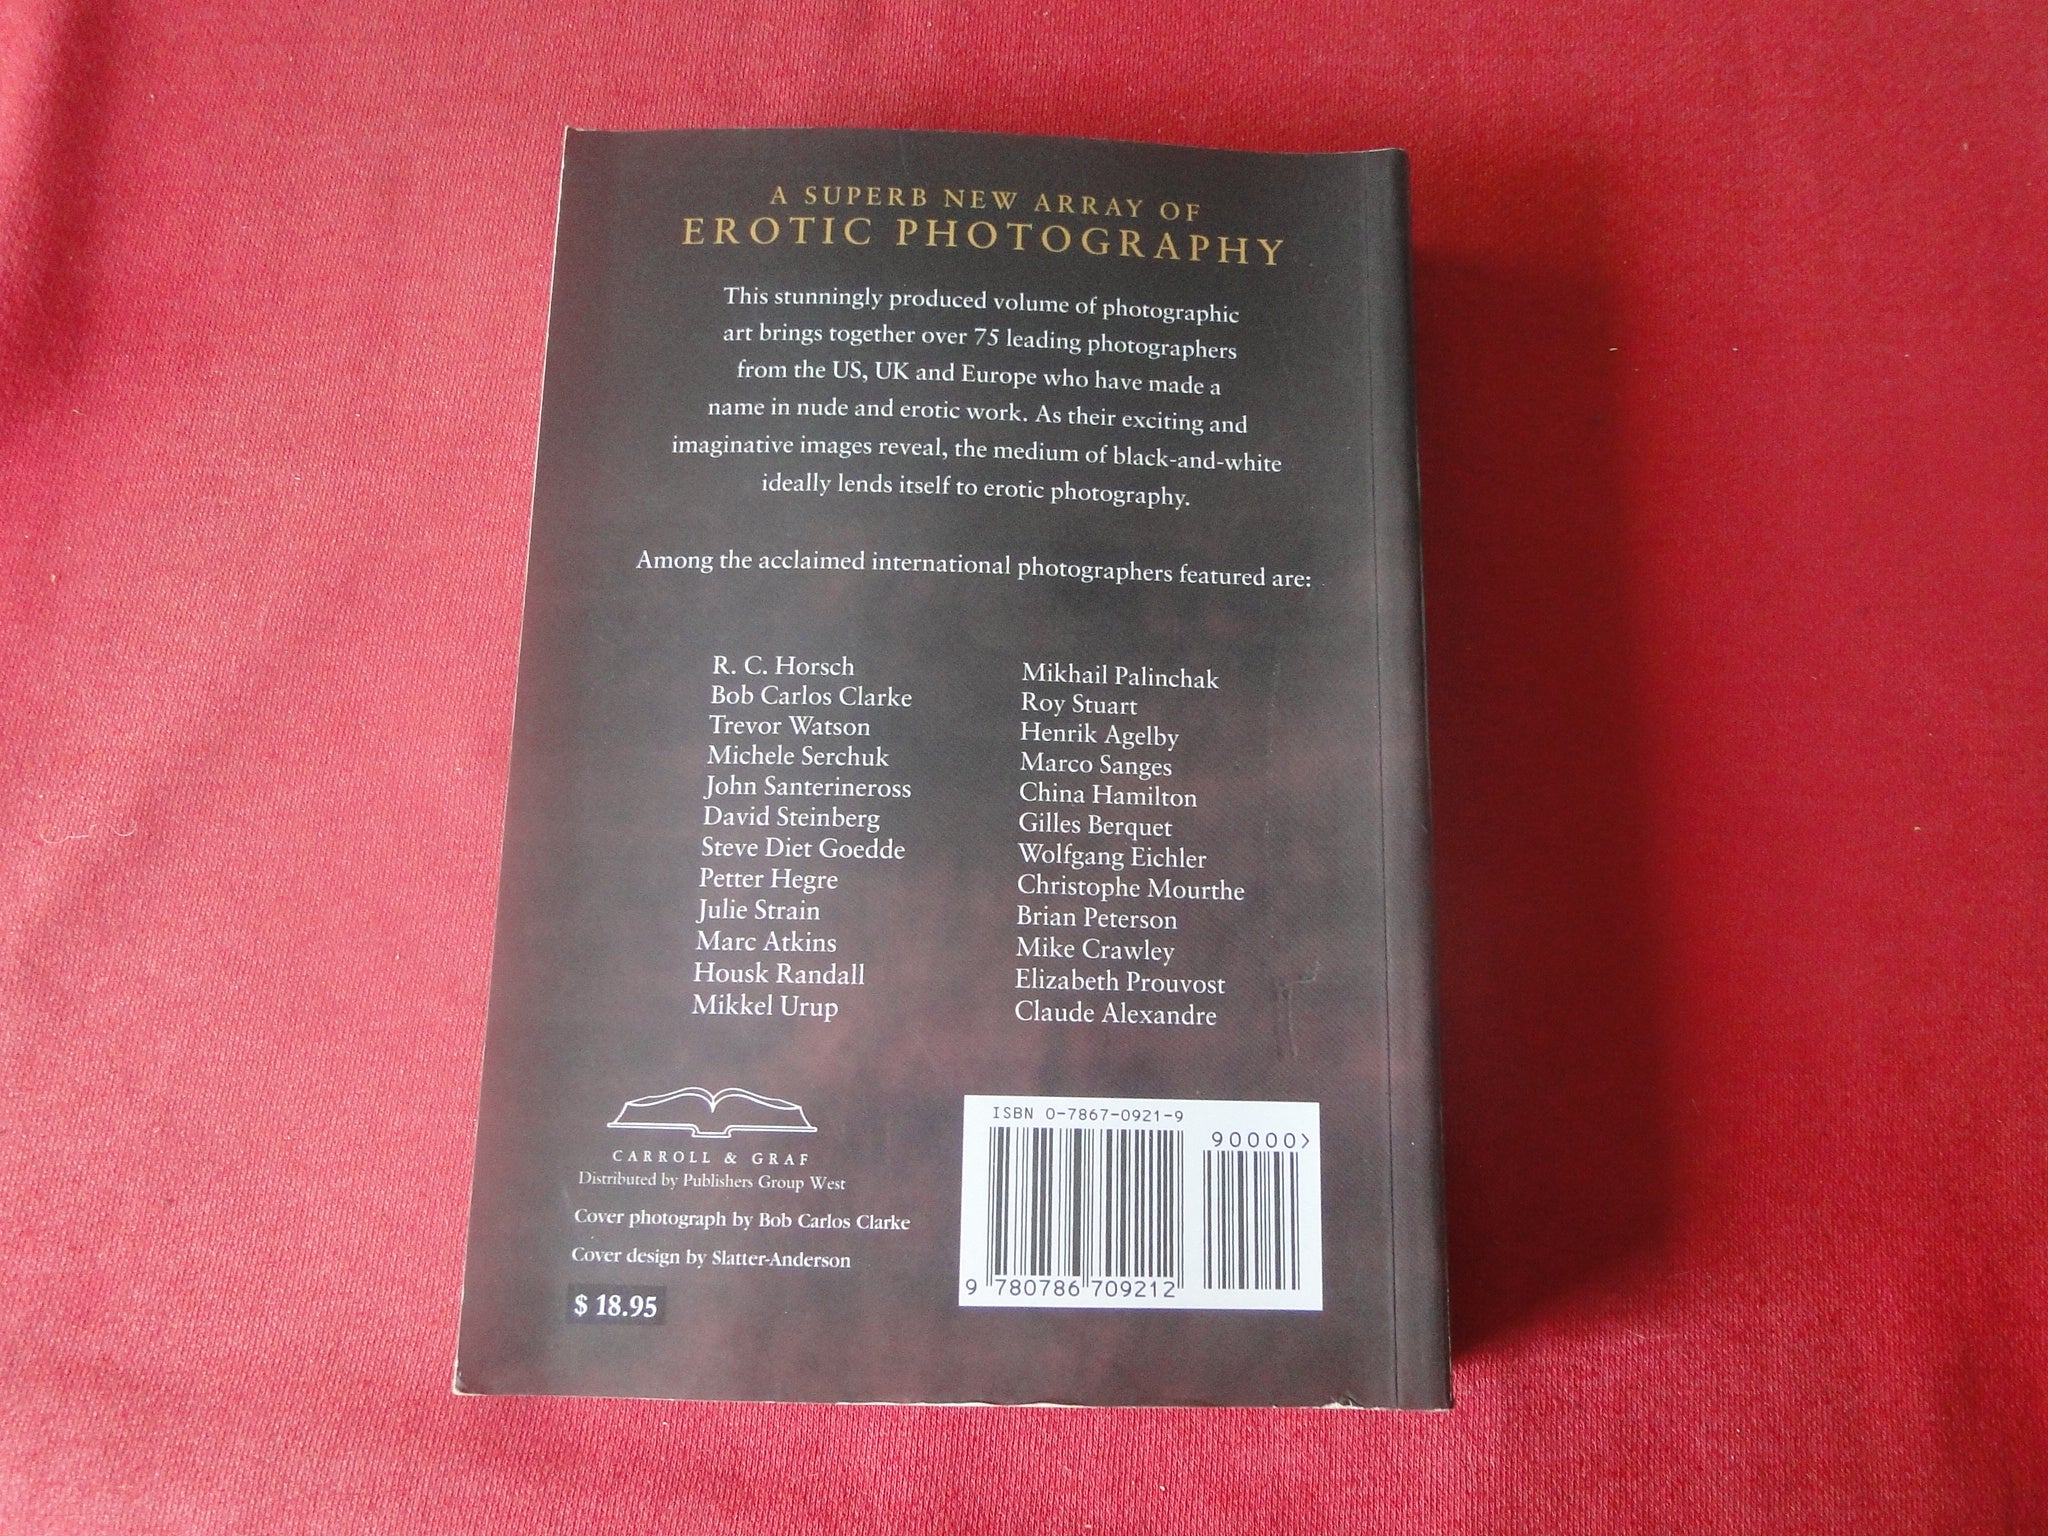 A SUPERB NEW ARRAY OF
EROTIC PHOTOGRAPHY
This stunningly produced volume of photographic
art brings together over 75 leading photographers
from the US, UK and Europe who have made a
name in nude and erotic work. As their exciting and
imaginative images reveal, the medium of black-and-white
ideally lends itself to erotic photography.
Among the acclaimed international photographers featured are:
R. C. Horsch
Bob Carlos Clarke
Trevor Watson
Michele Serchuk
John Santerineross
David Steinberg
Steve Diet Goedde
Petter Hegre
Julie Strain
Marc Atkins
Housk Randall
Mikkel Urup
Mikhail Palinchak
Roy Stuart
Henrik Agelby
Marco Sanges
China Hamilton
Gilles Berquet
Wolfgang Eichler
Christophe Mourthe
Brian Peterson
Mike Crawley
Elizabeth Prouvost
Claude Alexandre
CARROLL & GRAF
Distributed by Publishers Group West
Cover photograph by Bob Carlos Clarke
Cover design by Slatter-Anderson
$ 18.95
ISBN 0-7867-0921-9
90000>
9 780786 709212